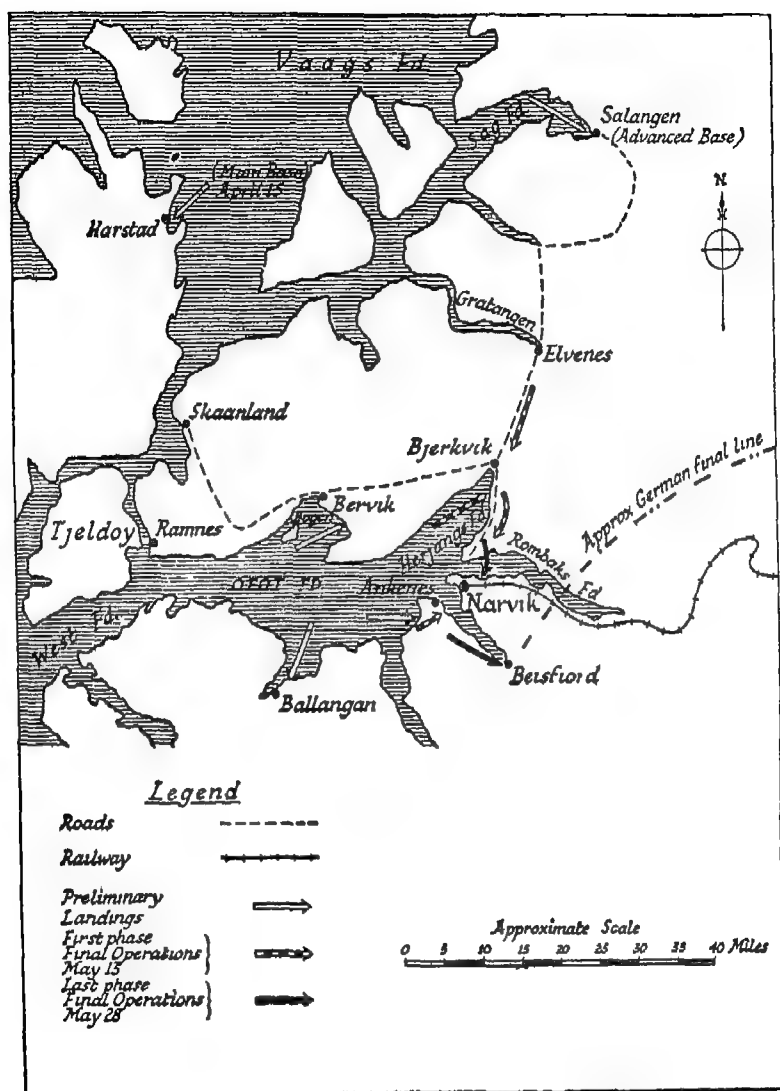 Vaags Fd.
Sag Fd.
Salangen
(Advanced Base)
(Main Base)
April 15
Harstad
N
Gratangen
Elvenes
Skaanland
Bjerkvik
Approx German final line
Bervik
Bogen
Tjeldoy
Ramnes
Herjangs Fd.
Rombaks Fd
OFOT FD
Ankenes
Narvik
West Fd.
Beisfiord
Ballangan
Legend
Roads
Railway
Preliminary
Landings
First phase
Final Operations
May 13
Last phase
Final Operations
May 28
Approximate Scale
0 5 10 15 20 25 30 35 40 Miles